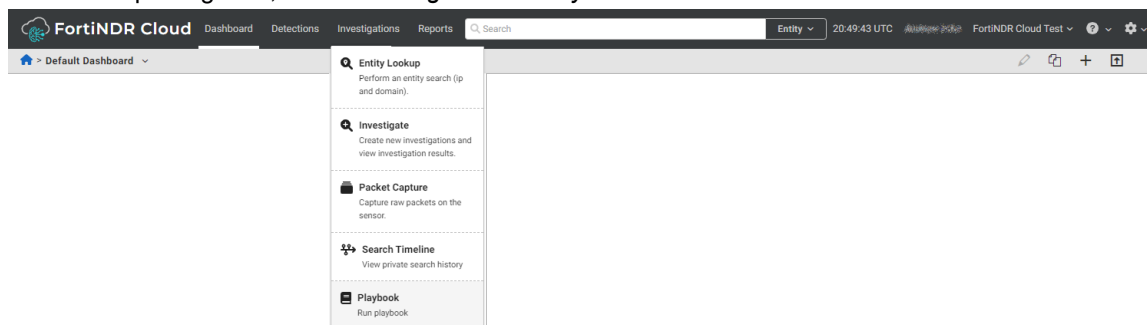 FortiNDR Cloud Dashboard Detections Investigations Reports Search Entity 20:49:43 UTC FortiNDR Cloud Test
> Default Dashboard
Entity Lookup
Perform an entity search (ip
and domain).
Investigate
Create new investigations and
view investigation results.
Packet Capture
Capture raw packets on the
sensor.
Search Timeline
View private search history
Playbook
Run playbook